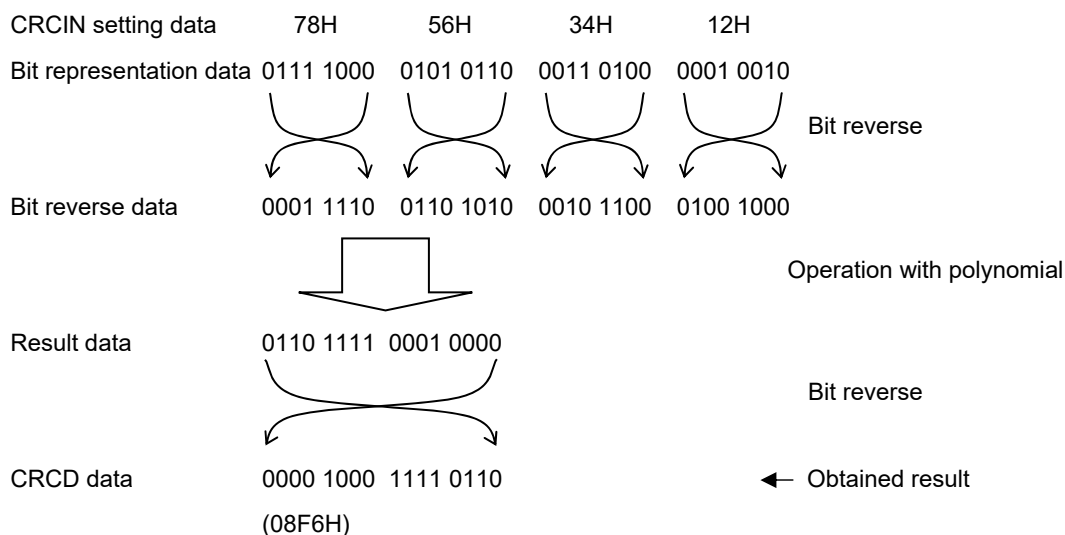 CRCIN setting data 78H 56H 34H 12H
Bit representation data 0111 1000 0101 0110 0011 0100 0001 0010
Bit reverse
Bit reverse data 0001 1110 0110 1010 0010 1100 0100 1000
Operation with polynomial
Result data 0110 1111 0001 0000
Bit reverse
CRCD data 0000 1000 1111 0110 Obtained result
(08F6H)